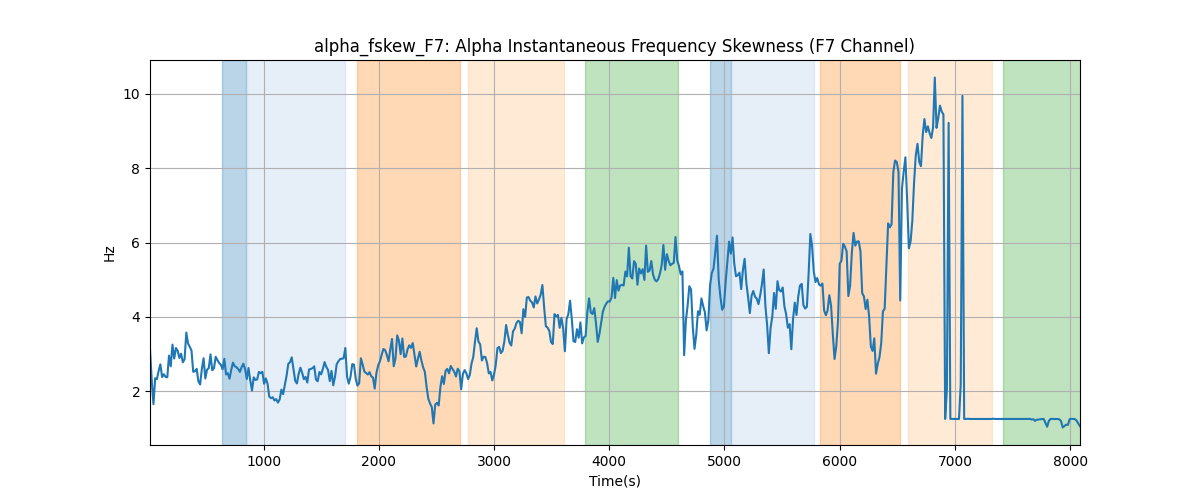 alpha_fskew_F7: Alpha Instantaneous Frequency Skewness (F7 Channel)
10
8
6
4
2
Hz
1000 2000 3000 4000 5000 6000 7000 8000
Time(s)